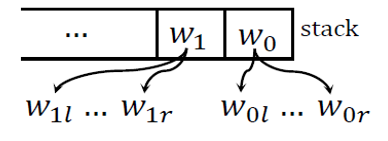 ... w₁ w₀ stack
w₁ₗ ... w₁ᵣ w₀ₗ ... w₀ᵣ